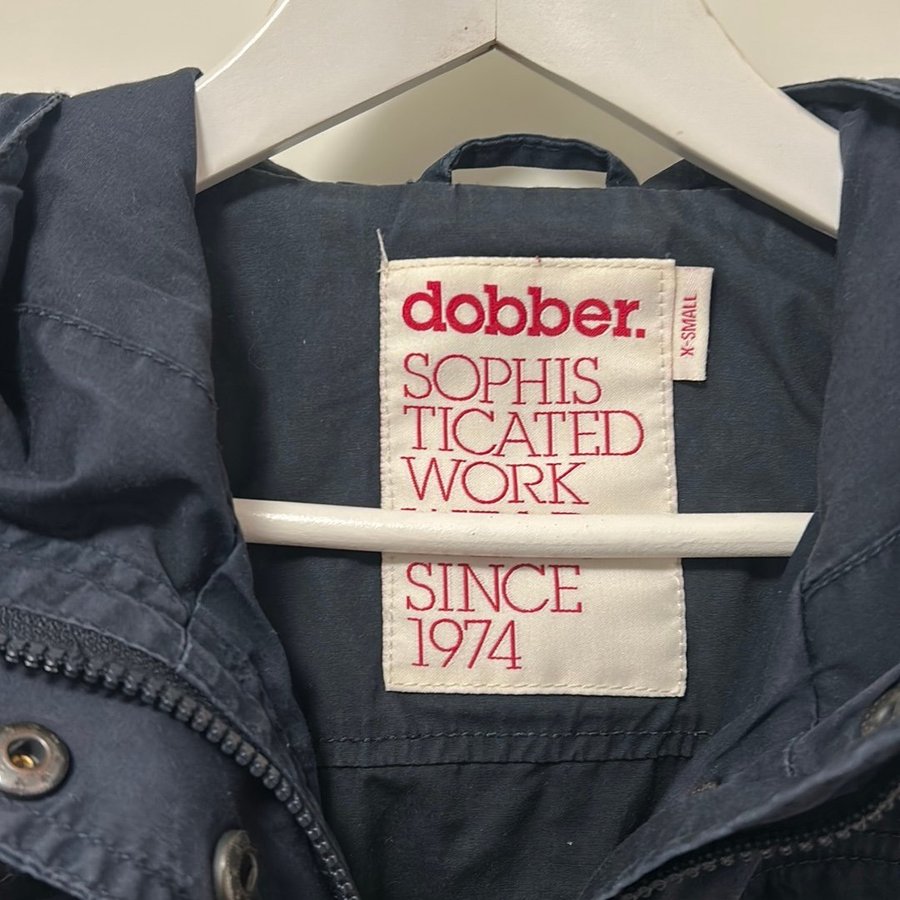 dobber.
SOPHIS
TICATED
WORK
SINCE
1974
X-SMALL